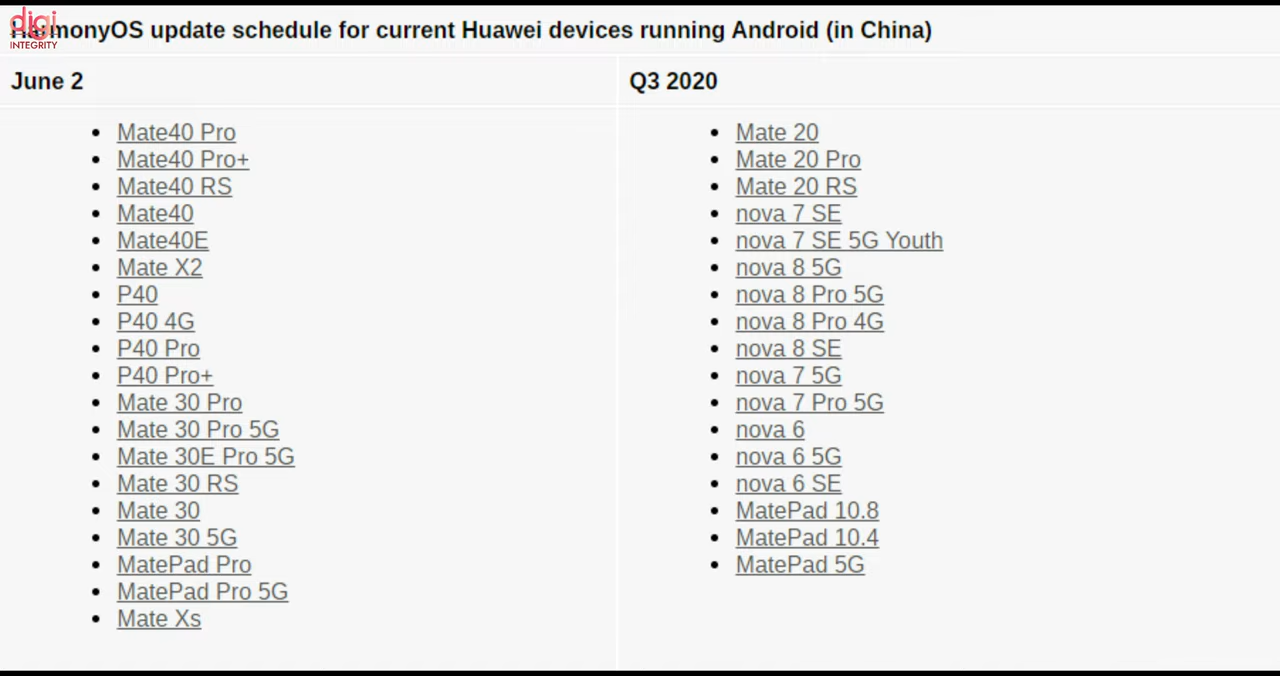 digi
INTEGRITY
HarmonyOS update schedule for current Huawei devices running Android (in China)
June 2
Mate40 Pro
Mate40 Pro+
Mate40 RS
Mate40
Mate40E
Mate X2
P40
P40 4G
P40 Pro
P40 Pro+
Mate 30 Pro
Mate 30 Pro 5G
Mate 30E Pro 5G
Mate 30 RS
Mate 30
Mate 30 5G
MatePad Pro
MatePad Pro 5G
Mate Xs
Q3 2020
Mate 20
Mate 20 Pro
Mate 20 RS
nova 7 SE
nova 7 SE 5G Youth
nova 8 5G
nova 8 Pro 5G
nova 8 Pro 4G
nova 8 SE
nova 7 5G
nova 7 Pro 5G
nova 6
nova 6 5G
nova 6 SE
MatePad 10.8
MatePad 10.4
MatePad 5G